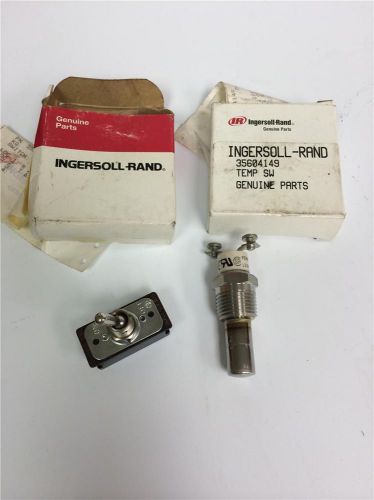 Genuine
Parts
INGERSOLL-RAND®
IR Ingersoll-Rand®
Genuine Parts
INGERSOLL-RAND
35604149
TEMP SW
GENUINE PARTS